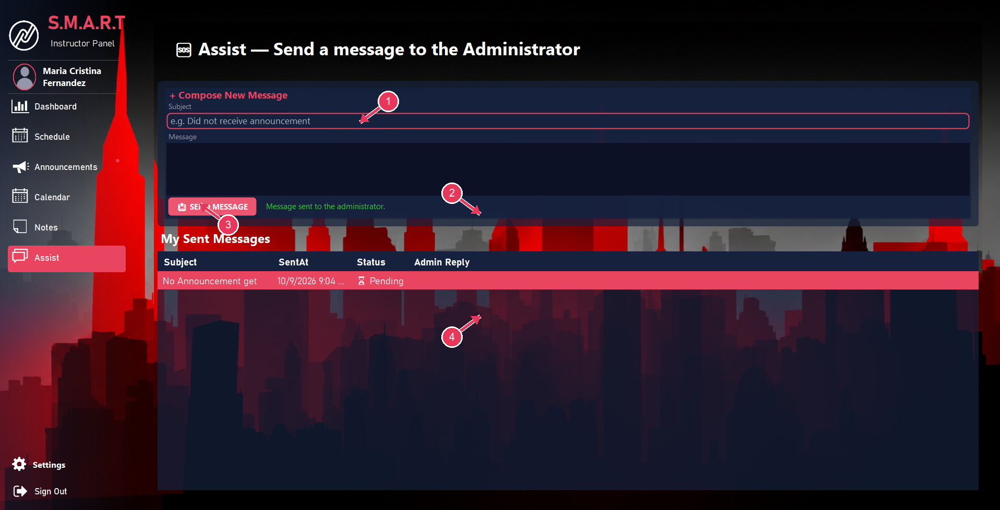 S.M.A.R.T
Instructor Panel
Maria Cristina
Fernandez
Dashboard
Schedule
Announcements
Calendar
Notes
Assist
Settings
Sign Out
SOS Assist — Send a message to the Administrator
+ Compose New Message
Subject
e.g. Did not receive announcement
Message
SEND MESSAGE
Message sent to the administrator.
1
2
3
My Sent Messages
Subject SentAt Status Admin Reply
No Announcement get 10/9/2026 9:04 ... Pending
4